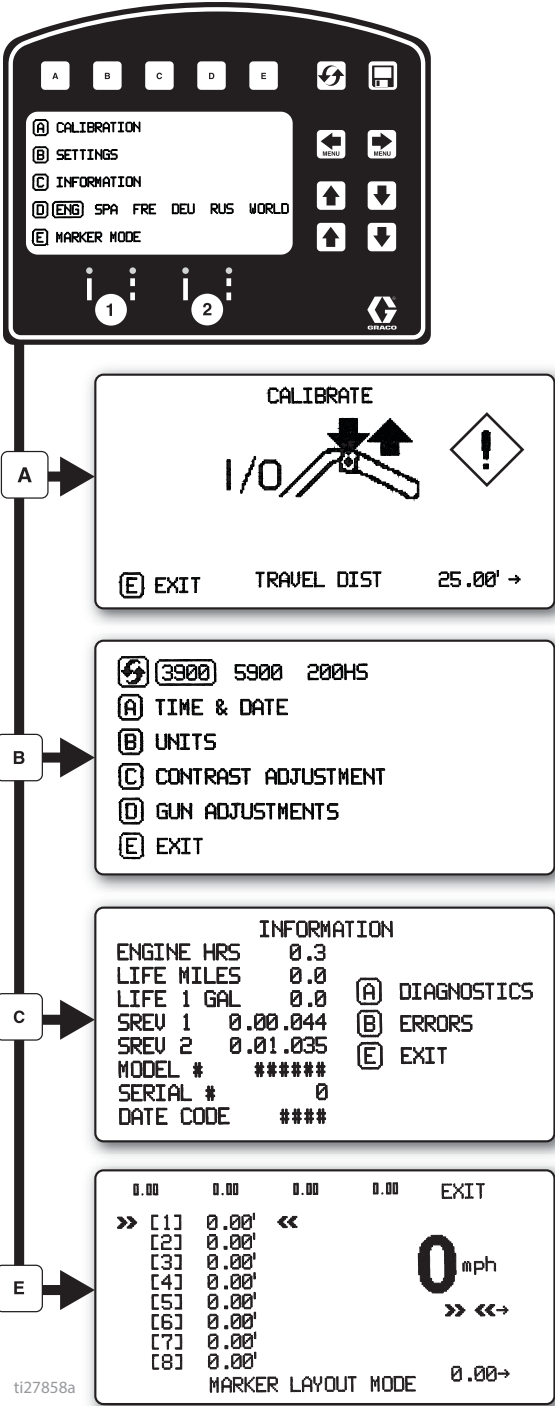 A B C D E
A CALIBRATION
MENU MENU
B SETTINGS
C INFORMATION
D ENG SPA FRE DEU RUS WORLD
E MARKER MODE
1 2
GRACO
A
CALIBRATE
I/O
!
E EXIT TRAVEL DIST 25.00' →
B
3900 5900 200HS
A TIME & DATE
B UNITS
C CONTRAST ADJUSTMENT
D GUN ADJUSTMENTS
E EXIT
C
INFORMATION
ENGINE HRS 0.3
LIFE MILES 0.0
LIFE 1 GAL 0.0 A DIAGNOSTICS
SREV 1 0.00.044 B ERRORS
SREV 2 0.01.035 E EXIT
MODEL # ######
SERIAL # 0
DATE CODE ####
E
0.00 0.00 0.00 0.00 EXIT
>> [1] 0.00' <<
[2] 0.00'
[3] 0.00' 0 mph
[4] 0.00'
[5] 0.00' >> <<→
[6] 0.00'
[7] 0.00'
[8] 0.00' 0.00→
MARKER LAYOUT MODE
ti27858a